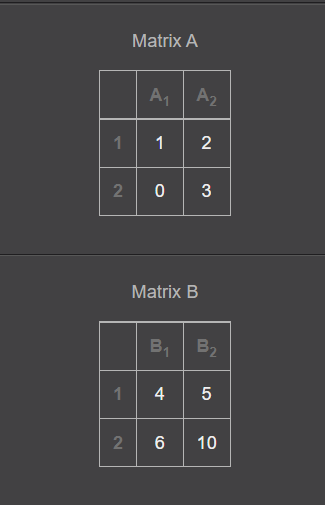 Matrix A
A₁ A₂
1 1 2
2 0 3
Matrix B
B₁ B₂
1 4 5
2 6 10